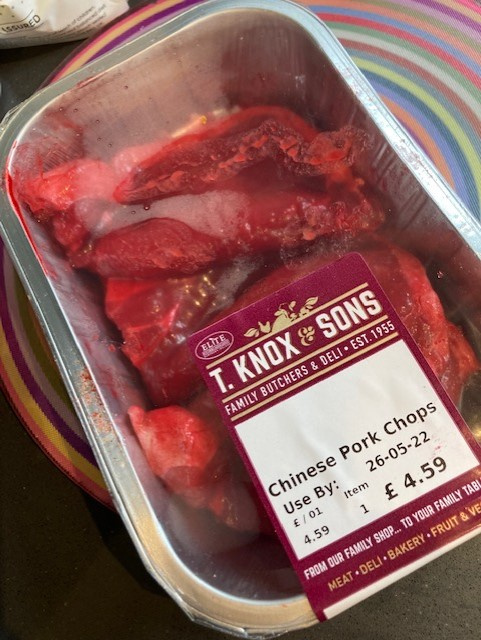 SSURED
ELITE
T. KNOX & SONS
FAMILY BUTCHERS & DELI • EST. 1955
Chinese Pork Chops
Use By: 26-05-22
£ / 01 Item
4.59 1 £ 4.59
FROM OUR FAMILY SHOP... TO YOUR FAMILY TABL
MEAT • DELI • BAKERY • FRUIT & VE